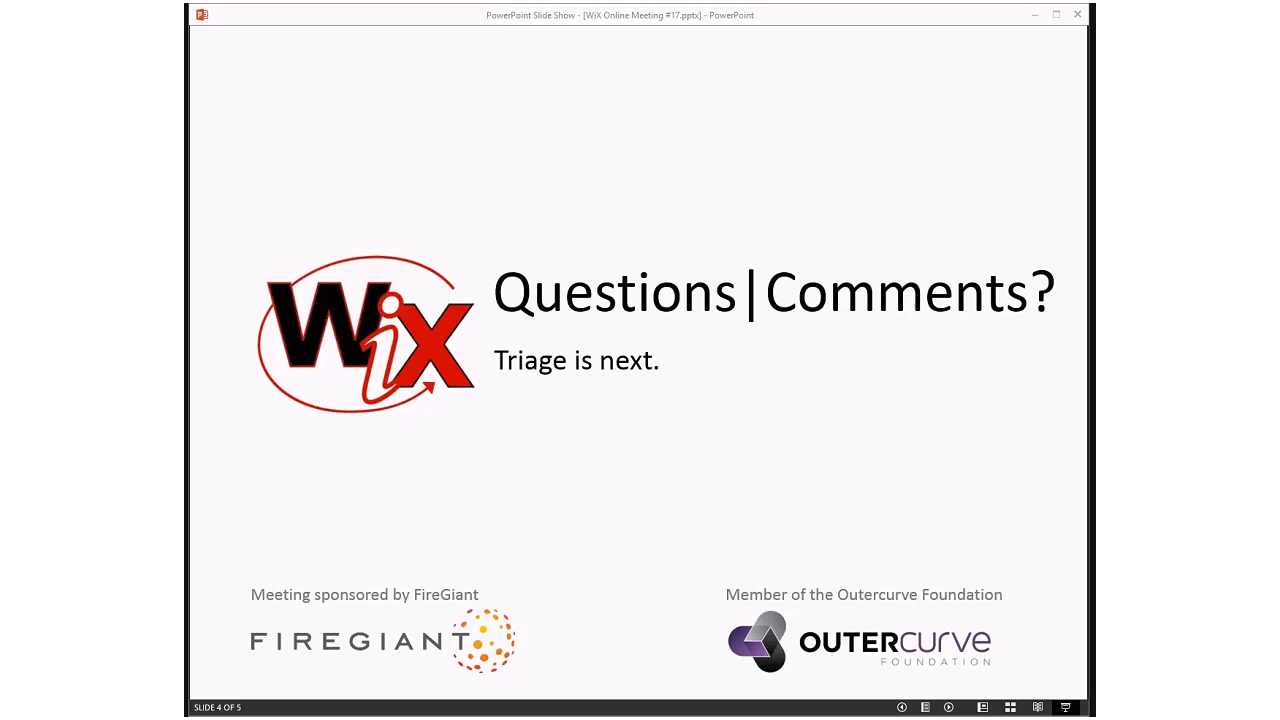 PowerPoint Slide Show - [WiX Online Meeting #17.pptx] - PowerPoint
WiX
Questions|Comments?
Triage is next.
Meeting sponsored by FireGiant
FIREGIANT
Member of the Outercurve Foundation
OUTERCURVE
FOUNDATION
SLIDE 4 OF 5